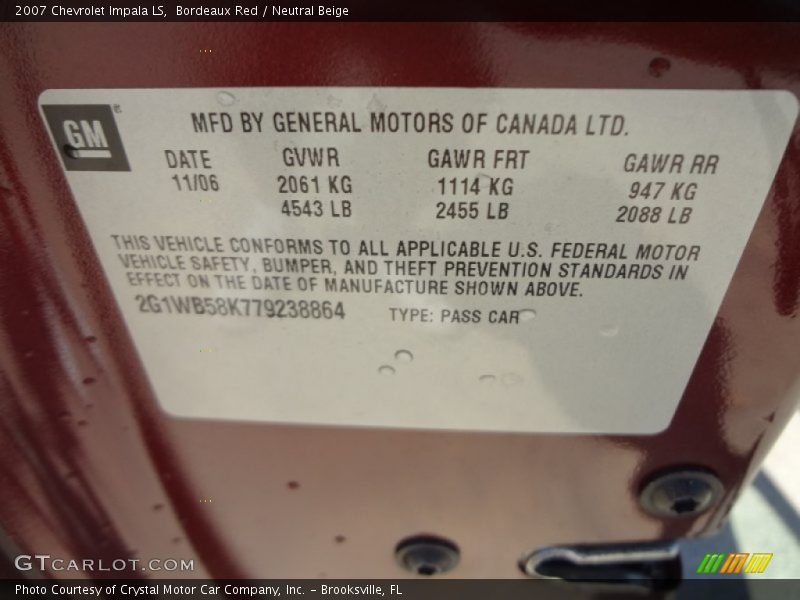 2007 Chevrolet Impala LS, Bordeaux Red / Neutral Beige
GM
MFD BY GENERAL MOTORS OF CANADA LTD.
DATE GVWR GAWR FRT GAWR RR
11/06 2061 KG 1114 KG 947 KG
4543 LB 2455 LB 2088 LB
THIS VEHICLE CONFORMS TO ALL APPLICABLE U.S. FEDERAL MOTOR
VEHICLE SAFETY, BUMPER, AND THEFT PREVENTION STANDARDS IN
EFFECT ON THE DATE OF MANUFACTURE SHOWN ABOVE.
2G1WB58K779238864 TYPE: PASS CAR
GTCARLOT.COM
Photo Courtesy of Crystal Motor Car Company, Inc. – Brooksville, FL